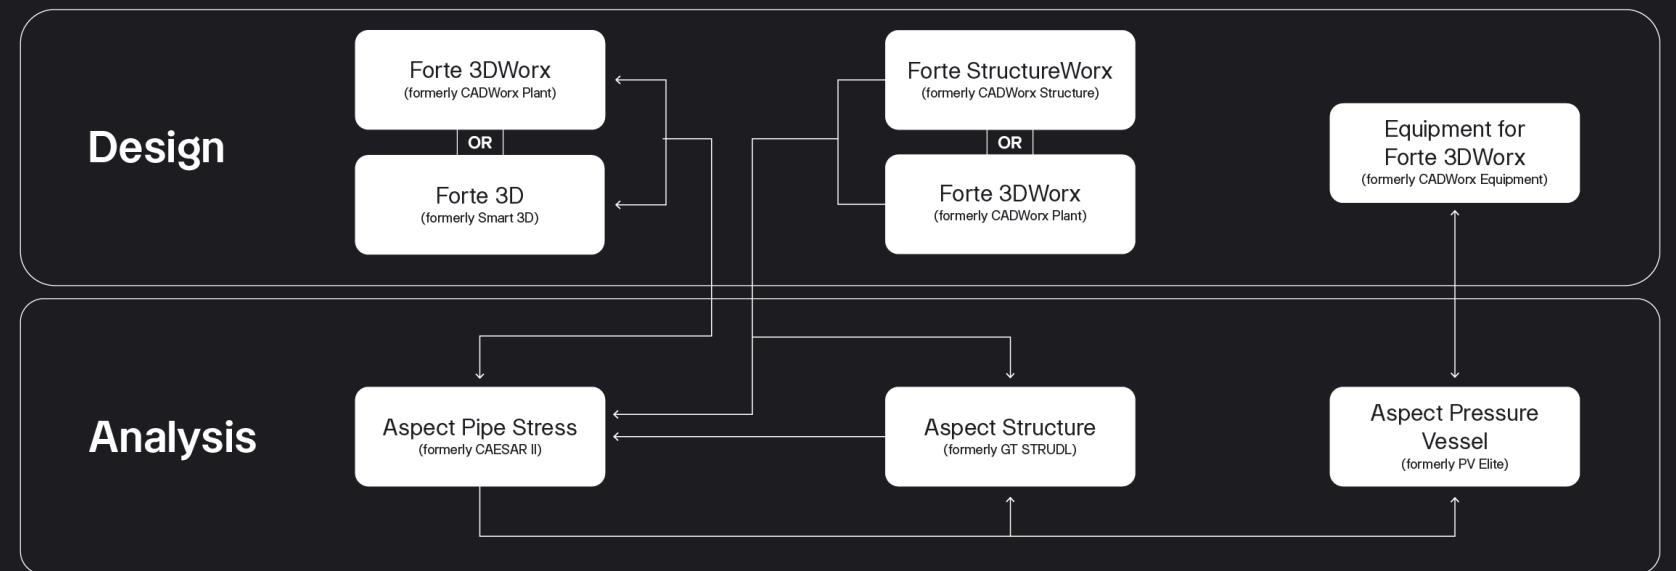 Design
Forte 3DWorx
(formerly CADWorx Plant)
OR
Forte 3D
(formerly Smart 3D)
Forte StructureWorx
(formerly CADWorx Structure)
OR
Forte 3DWorx
(formerly CADWorx Plant)
Equipment for
Forte 3DWorx
(formerly CADWorx Equipment)
Analysis
Aspect Pipe Stress
(formerly CAESAR II)
Aspect Structure
(formerly GT STRUDL)
Aspect Pressure
Vessel
(formerly PV Elite)